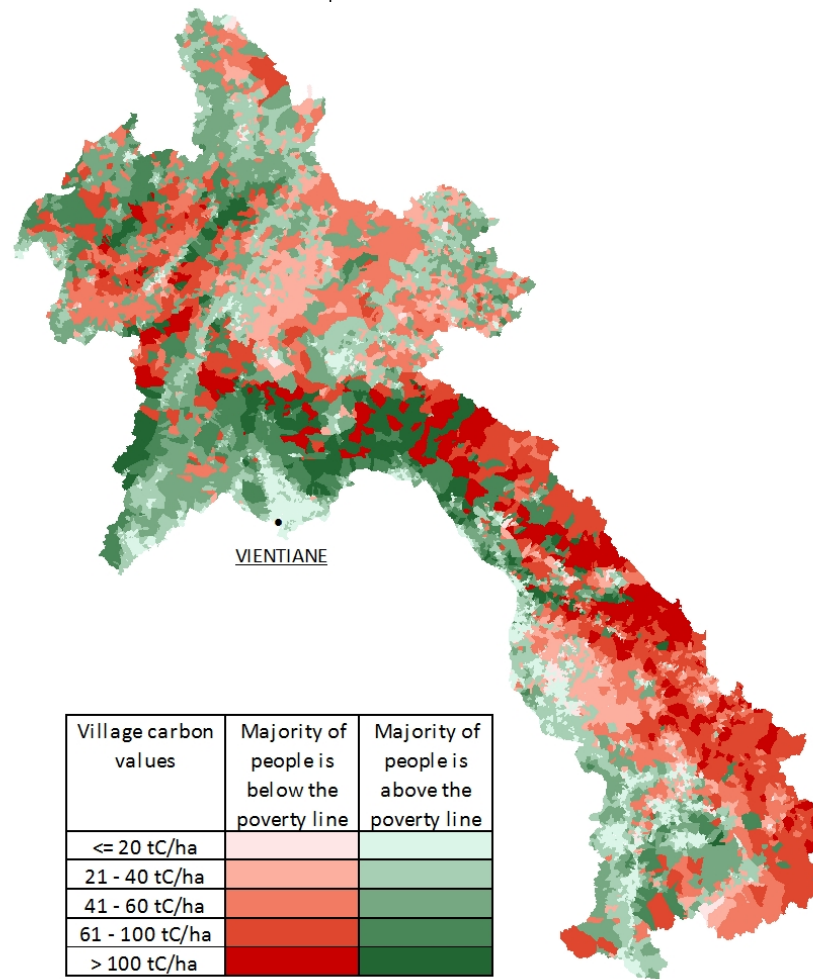 VIENTIANE
Village carbon values
Majority of people is below the poverty line
Majority of people is above the poverty line
<= 20 tC/ha
21 - 40 tC/ha
41 - 60 tC/ha
61 - 100 tC/ha
> 100 tC/ha